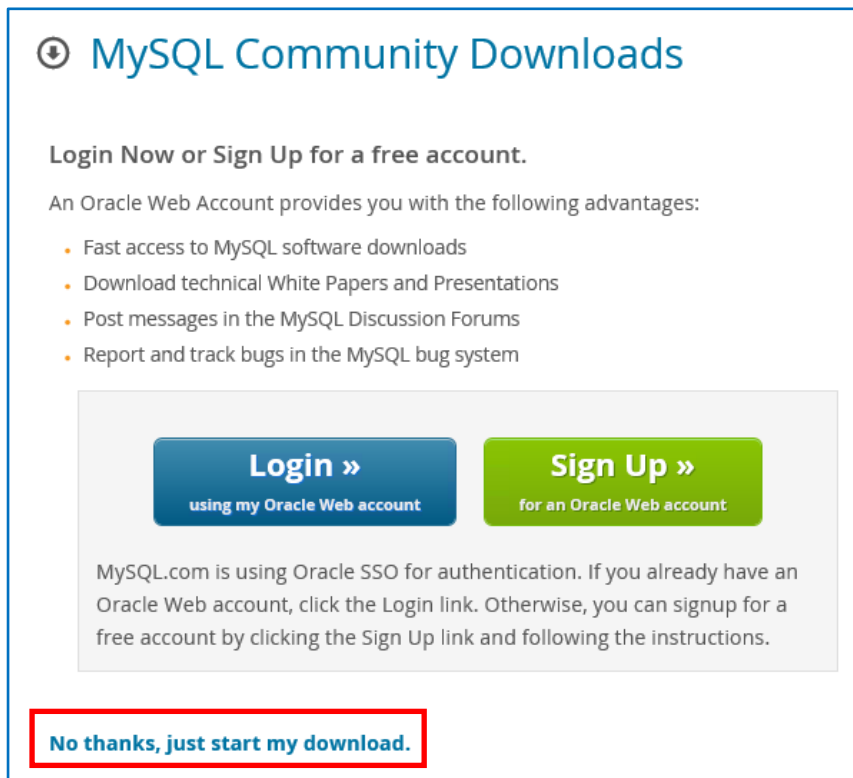 MySQL Community Downloads
Login Now or Sign Up for a free account.
An Oracle Web Account provides you with the following advantages:
Fast access to MySQL software downloads
Download technical White Papers and Presentations
Post messages in the MySQL Discussion Forums
Report and track bugs in the MySQL bug system
Login »
using my Oracle Web account
Sign Up »
for an Oracle Web account
MySQL.com is using Oracle SSO for authentication. If you already have an
Oracle Web account, click the Login link. Otherwise, you can signup for a
free account by clicking the Sign Up link and following the instructions.
No thanks, just start my download.